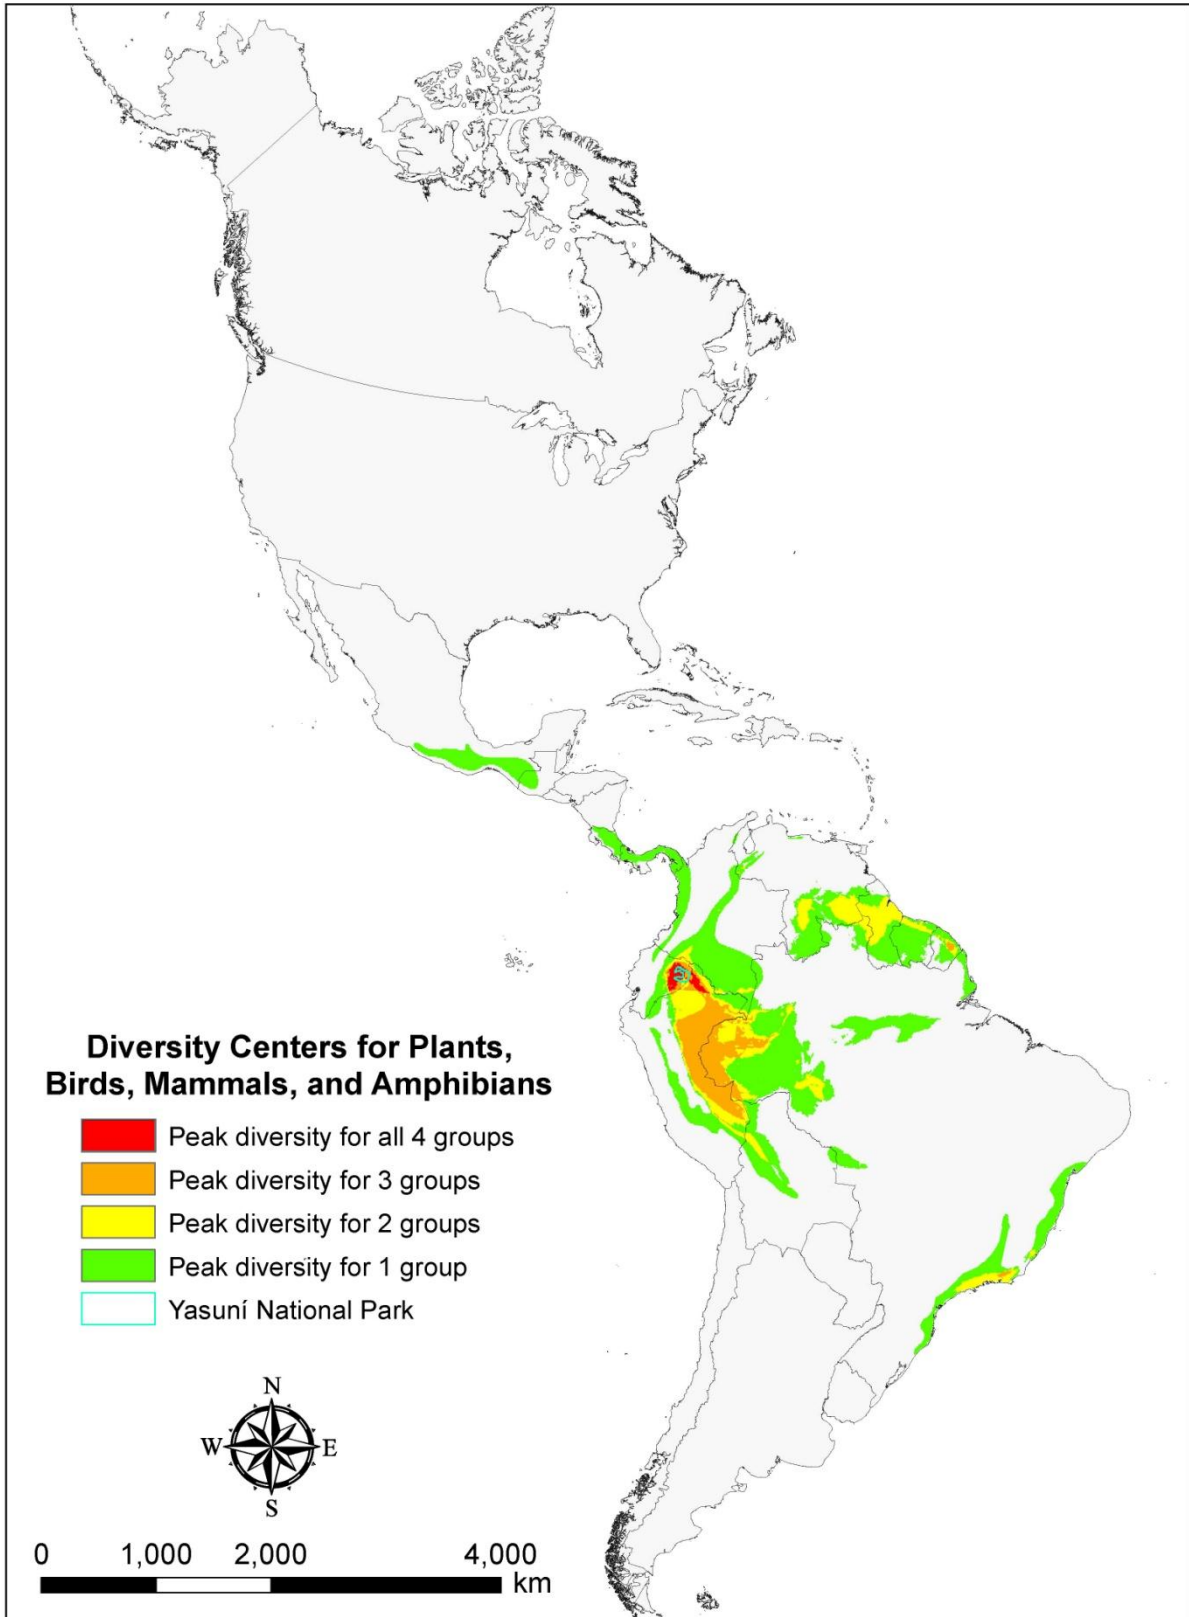 Diversity Centers for Plants,
Birds, Mammals, and Amphibians
Peak diversity for all 4 groups
Peak diversity for 3 groups
Peak diversity for 2 groups
Peak diversity for 1 group
Yasuní National Park
N
W E
S
0 1,000 2,000 4,000
km